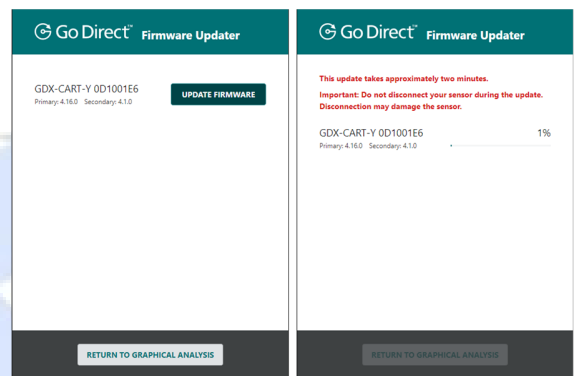 Go Direct™ Firmware Updater
GDX-CART-Y 0D1001E6
Primary: 4.16.0 Secondary: 4.1.0
UPDATE FIRMWARE
RETURN TO GRAPHICAL ANALYSIS
Go Direct™ Firmware Updater
This update takes approximately two minutes.
Important: Do not disconnect your sensor during the update.
Disconnection may damage the sensor.
GDX-CART-Y 0D1001E6 1%
Primary: 4.16.0 Secondary: 4.1.0
RETURN TO GRAPHICAL ANALYSIS